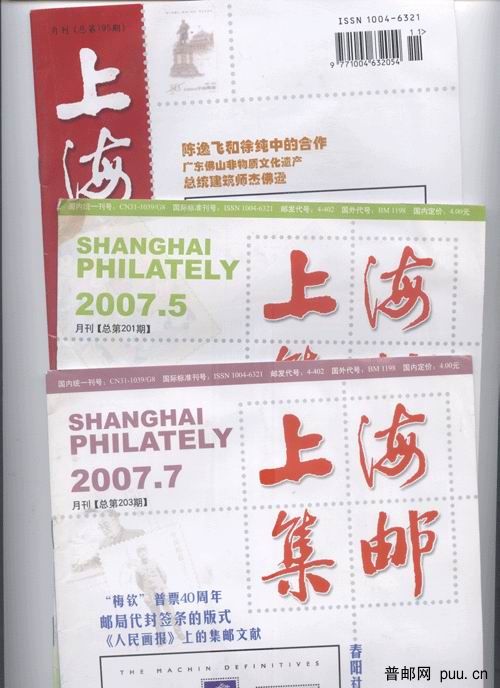 月刊（总第195期）
上
海
ISSN 1004-6321
11>
9 771004 632054
陈逸飞和徐纯中的合作
广东佛山非物质文化遗产
总统建筑师杰佛逊
国内统一刊号：CN31-1039/G8 国际标准刊号：ISSN 1004-6321 邮发代号：4-402 国外代号：BM 1198 国内定价：4.00元
SHANGHAI
PHILATELY
2007.5
月刊【总第201期】
上海
国内统一刊号：CN31-1039/G8 国际标准刊号：ISSN 1004-6321 邮发代号：4-402 国外代号：BM 1198 国内定价：4.00元
SHANGHAI
PHILATELY
2007.7
月刊【总第203期】
上海
集邮
“梅钦”普票40周年
邮局代封签条的版式
《人民画报》上的集邮文献
春阳社
THE MACHIN DEFINITIVES
普邮网 puu.cn